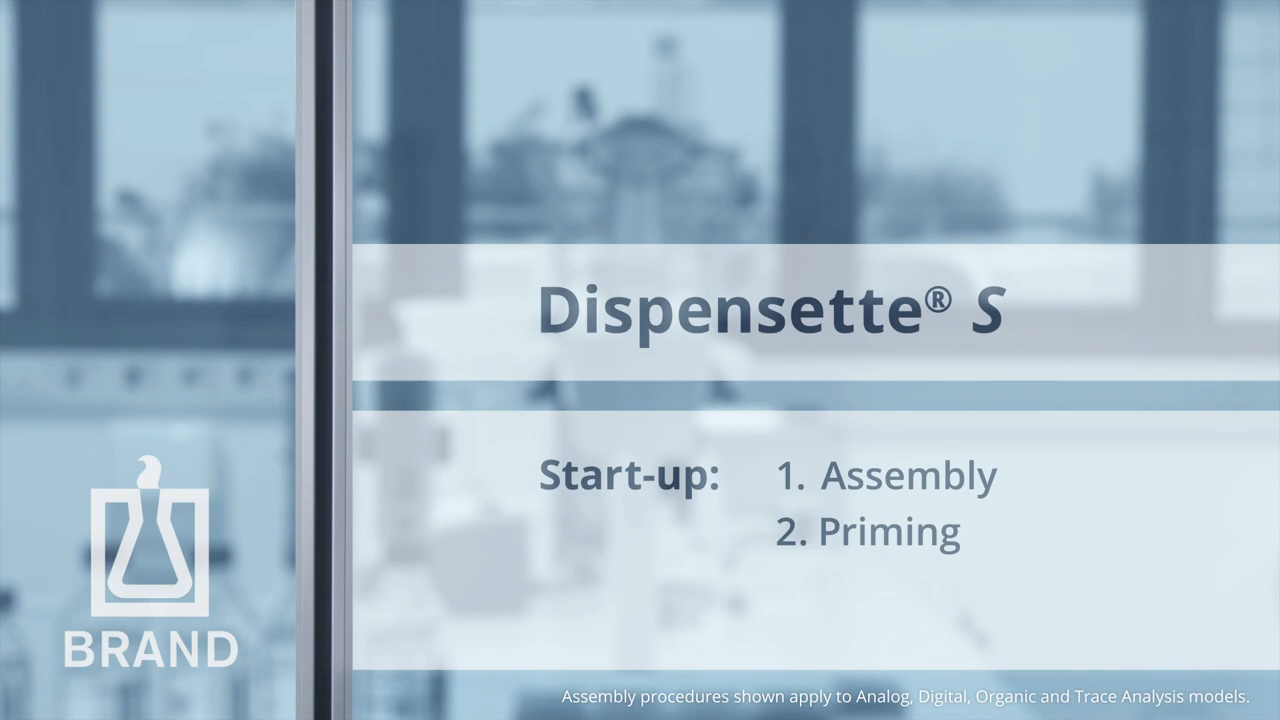 Dispensette® S
Start-up: 1. Assembly
2. Priming
BRAND
Assembly procedures shown apply to Analog, Digital, Organic and Trace Analysis models.